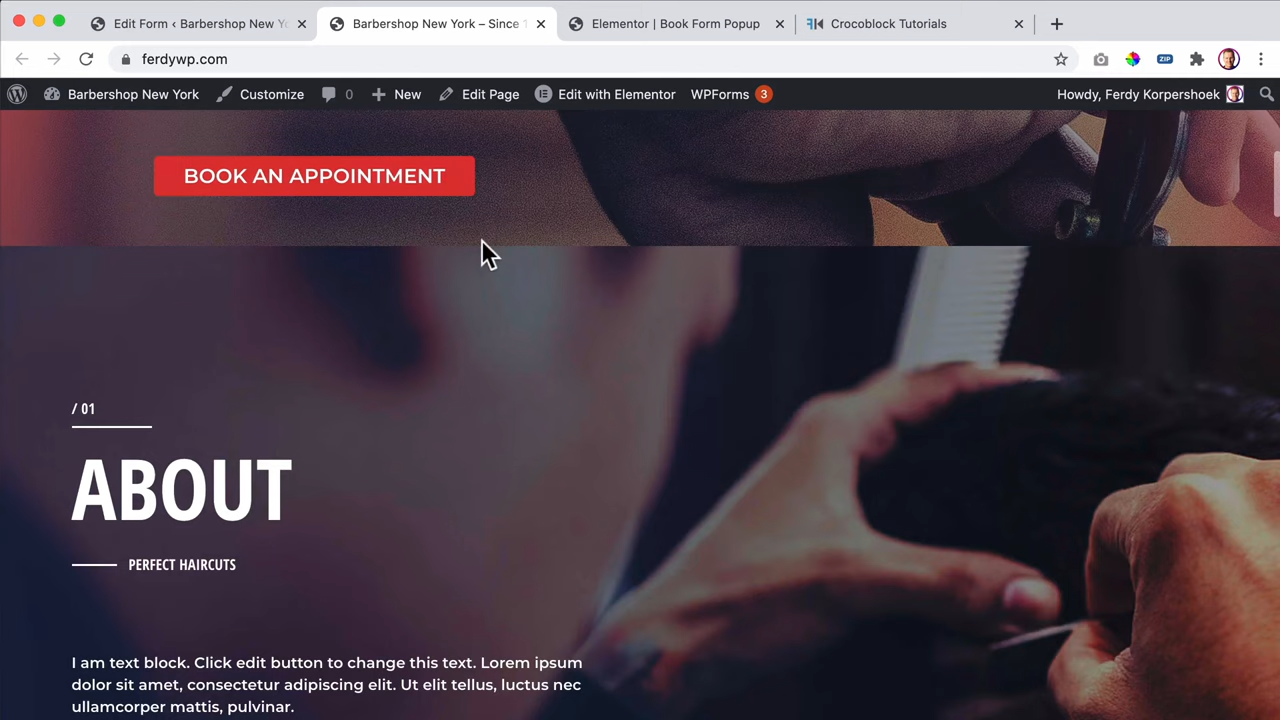 Edit Form ‹ Barbershop New Yo
Barbershop New York – Since 1
Elementor | Book Form Popup
Crocoblock Tutorials
ferdywp.com
ZIP
Barbershop New York
Customize
0
New
Edit Page
Edit with Elementor
WPForms 3
Howdy, Ferdy Korpershoek
BOOK AN APPOINTMENT
/ 01
ABOUT
PERFECT HAIRCUTS
I am text block. Click edit button to change this text. Lorem ipsum
dolor sit amet, consectetur adipiscing elit. Ut elit tellus, luctus nec
ullamcorper mattis, pulvinar.